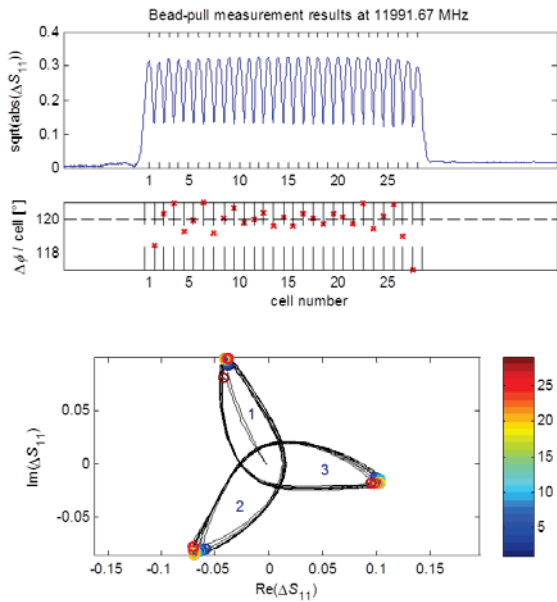 Bead-pull measurement results at 11991.67 MHz
sqrt(abs(ΔS11))
0.4
0.3
0.2
0.1
0
1 5 10 15 20 25
Δϕ / cell [°]
120
118
1 5 10 15 20 25
cell number
Im(ΔS11)
0.05
0
-0.05
1
2
3
-0.15 -0.1 -0.05 0 0.05 0.1 0.15
Re(ΔS11)
25
20
15
10
5